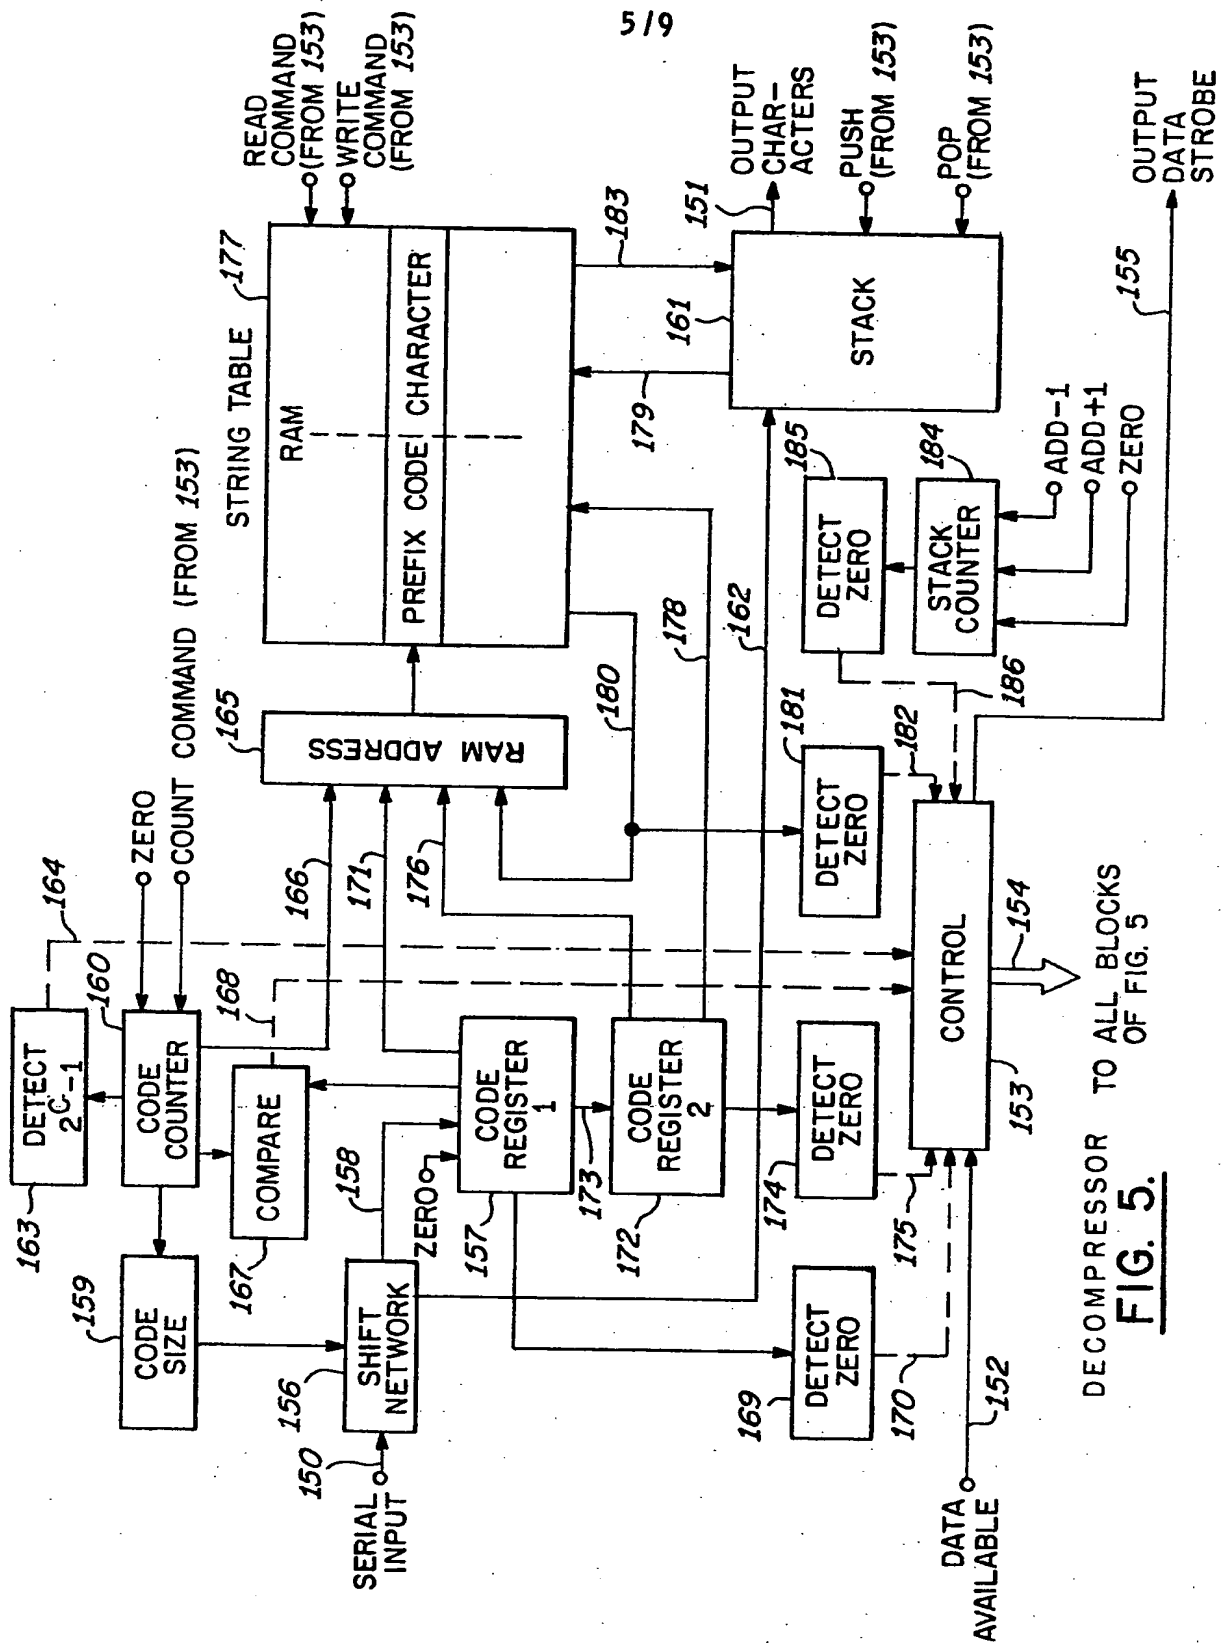 5/9
READ
COMMAND
(FROM 153)
WRITE
COMMAND
(FROM 153)
OUTPUT
CHAR-
ACTERS
PUSH
(FROM 153)
POP
(FROM 153)
OUTPUT
DATA
STROBE
177
STRING TABLE
RAM
PREFIX CODE
CHARACTER
183
151
161
STACK
179
155
185
DETECT
ZERO
184
STACK
COUNTER
ADD-1
ADD+1
ZERO
186
162
178
180
181
DETECT
ZERO
182
165
RAM ADDRESS
COUNT COMMAND (FROM 153)
ZERO
164
166
171
176
168
160
CODE
COUNTER
DETECT
2C-1
163
COMPARE
167
159
CODE
SIZE
158
ZERO
CODE
REGISTER
1
157
173
CODE
REGISTER
2
172
174
DETECT
ZERO
175
CONTROL
153
154
TO ALL BLOCKS
OF FIG. 5
156
SHIFT
NETWORK
150
SERIAL
INPUT
169
DETECT
ZERO
170
152
DATA
AVAILABLE
DECOMPRESSOR
FIG. 5.